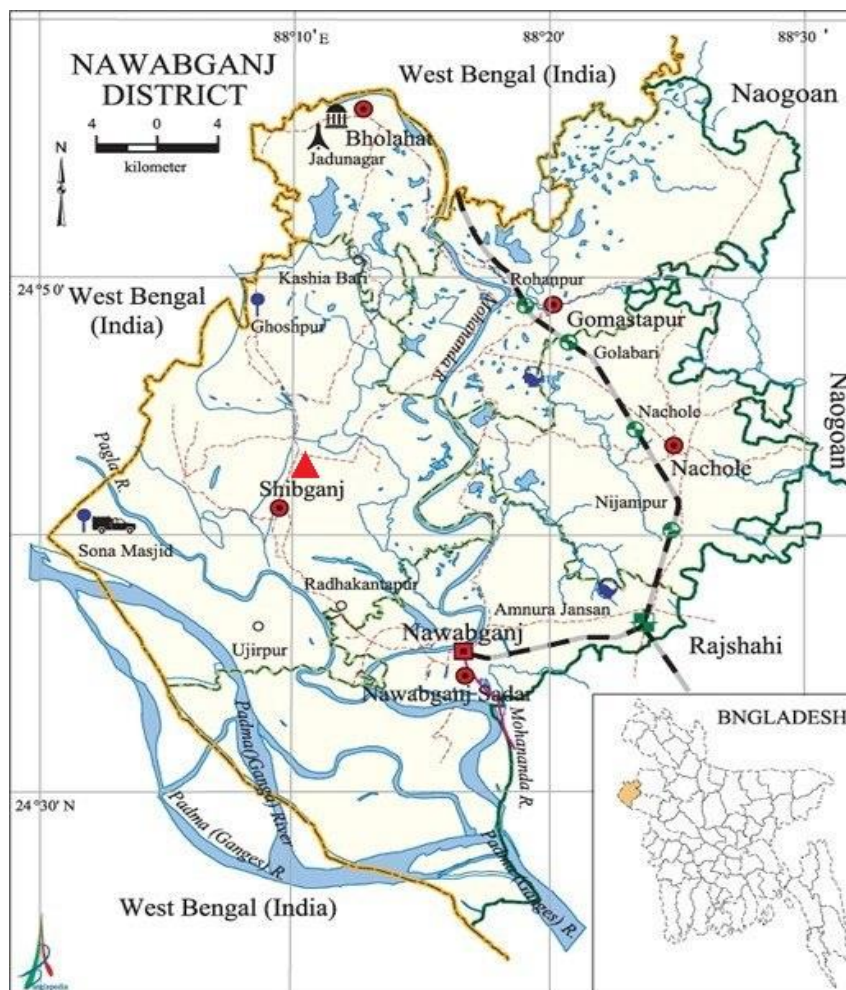 88°10'E
88°20'
88°30'
NAWABGANJ
DISTRICT
West Bengal (India)
Naogoan
N
4 0 4
kilometer
Bholahat
Jadunagar
24°50'
Kashia Bari
Rohanpur
West Bengal
(India)
Ghoshpur
Mohananda R.
Gomastapur
Golabari
Naogoan
Nachole
Nachole
Pagla R.
Shibganj
Nijampur
Sona Masjid
Radhakantapur
Amnura Jansan
Ujirpur
Nawabganj
Rajshahi
Nawabganj Sadar
BNGLADESH
Mohananda R.
Padma(Ganga) River
24°30'N
Padma (Ganges) R.
Padma(Ganges) R.
West Bengal (India)